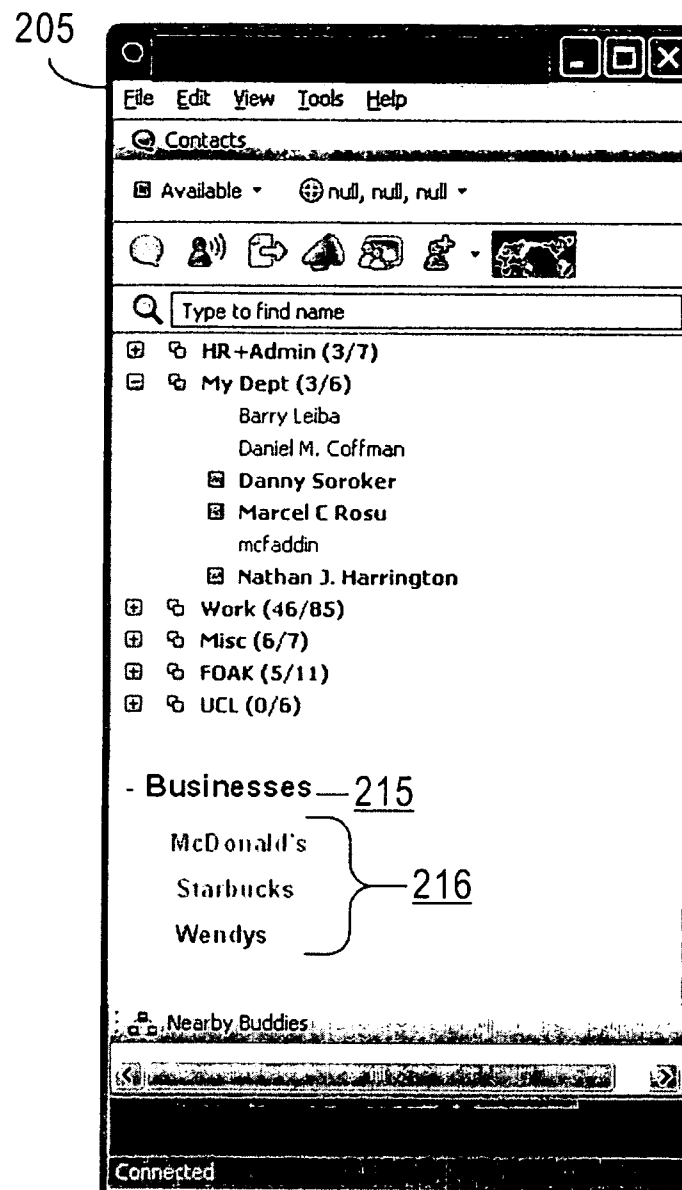 205
File Edit View Tools Help
Contacts
Available null, null, null
Type to find name
HR+Admin (3/7)
My Dept (3/6)
Barry Leiba
Daniel M. Coffman
Danny Soroker
Marcel C Rosu
mcfaddin
Nathan J. Harrington
Work (46/85)
Misc (6/7)
FOAK (5/11)
UCL (0/6)
- Businesses 215
McDonald's
Starbucks 216
Wendys
Nearby Buddies
Connected